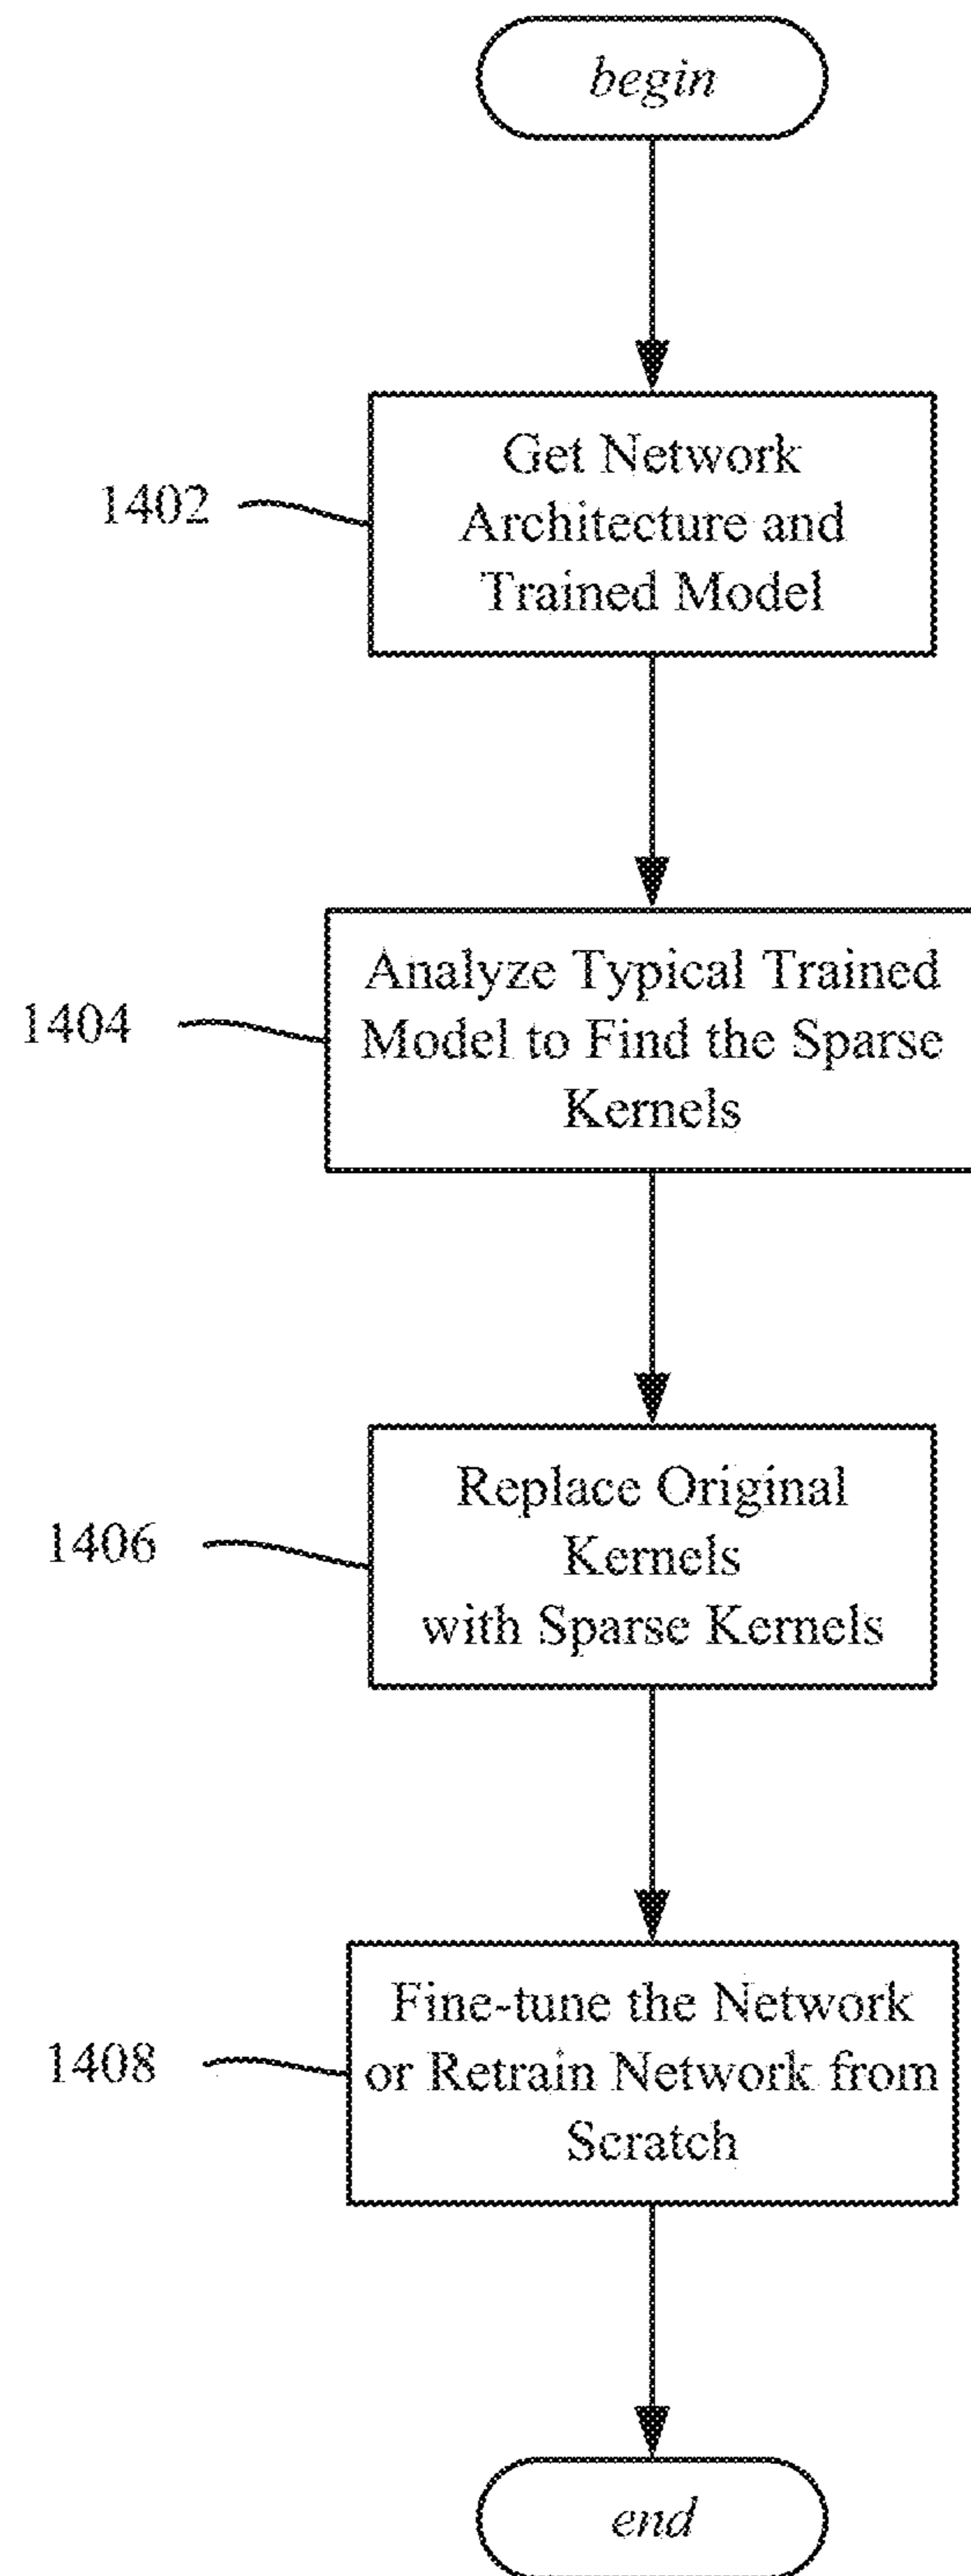 begin
Get Network
1402
Architecture and
Trained Model
Analyze Typical Trained
1404
Model to Find the Sparse
Kernels
Replace Original
1406
Kernels
with Sparse Kernels
Fine-tune the Network
1408
or Retrain Network from
Scratch
end